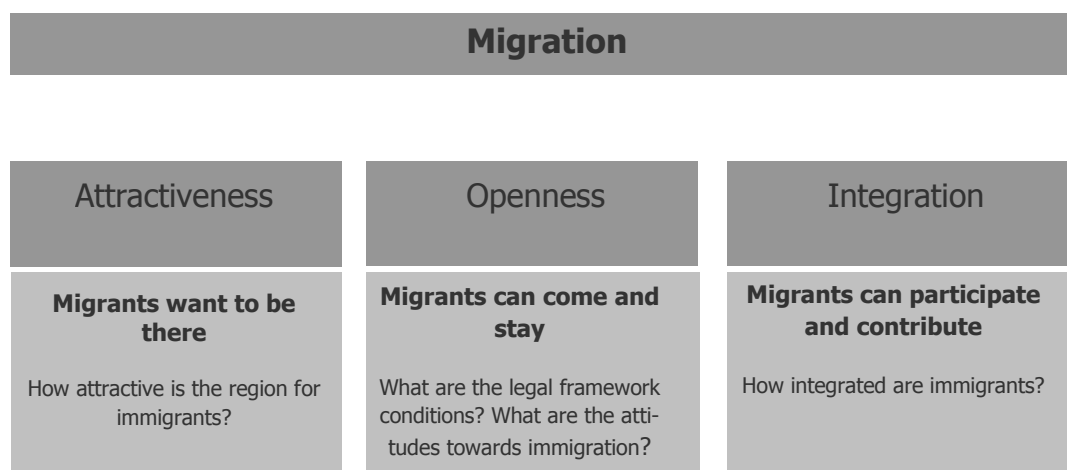 Migration
Attractiveness
Migrants want to be
there
How attractive is the region for
immigrants?
Openness
Migrants can come and
stay
What are the legal framework
conditions? What are the atti-
tudes towards immigration?
Integration
Migrants can participate
and contribute
How integrated are immigrants?